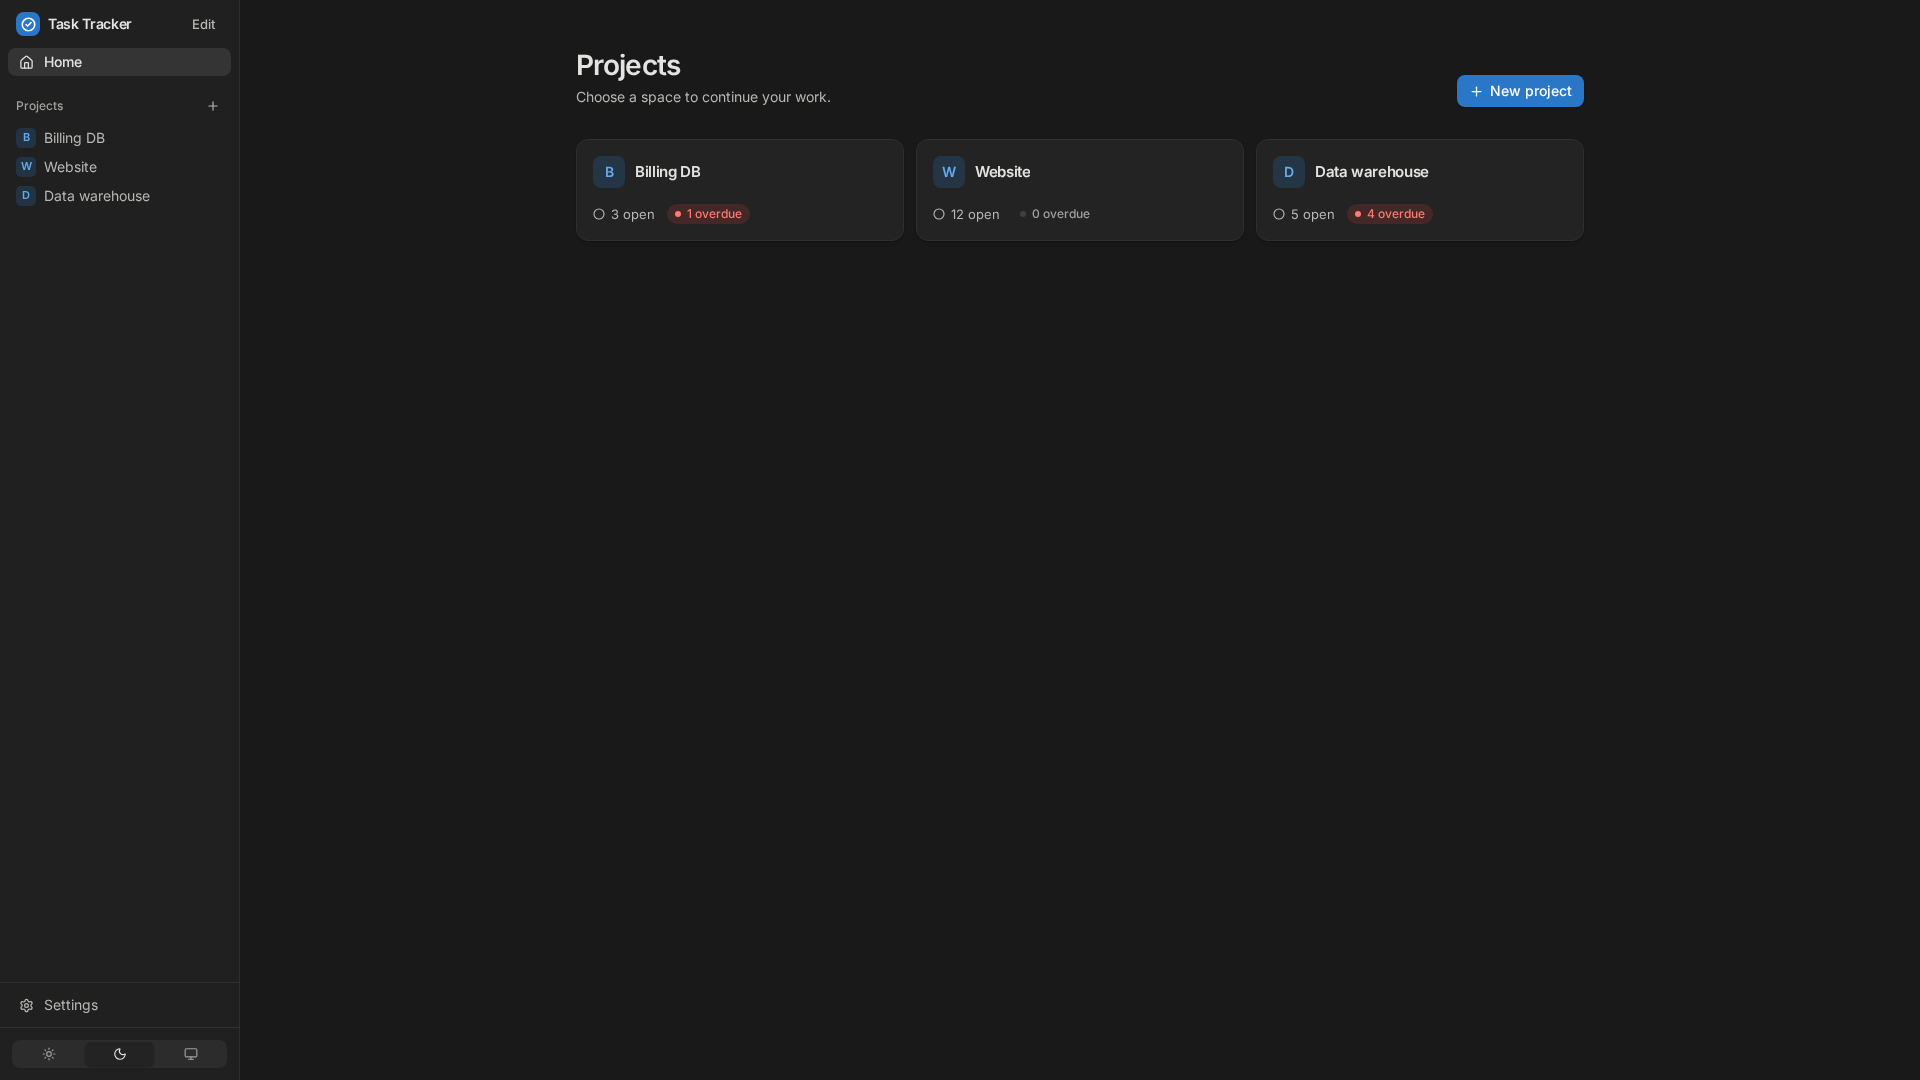 Task Tracker
Edit
Home
Projects
B Billing DB
W Website
D Data warehouse
Settings
Projects
Choose a space to continue your work.
New project
B Billing DB
3 open 1 overdue
W Website
12 open 0 overdue
D Data warehouse
5 open 4 overdue